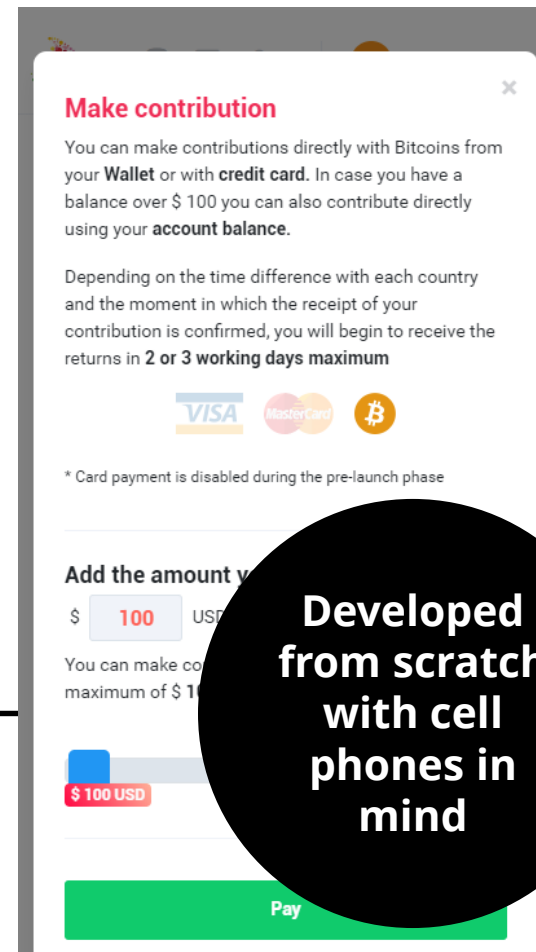 Make contribution
You can make contributions directly with Bitcoins from
your Wallet or with credit card. In case you have a
balance over $ 100 you can also contribute directly
using your account balance.
Depending on the time difference with each country
and the moment in which the receipt of your
contribution is confirmed, you will begin to receive the
returns in 2 or 3 working days maximum
VISA MasterCard
* Card payment is disabled during the pre-launch phase
Add the amount
$ 100 USD
You can make
maximum of $
$ 100 USD
Pay
Developed
from scratch
with cell
phones in
mind